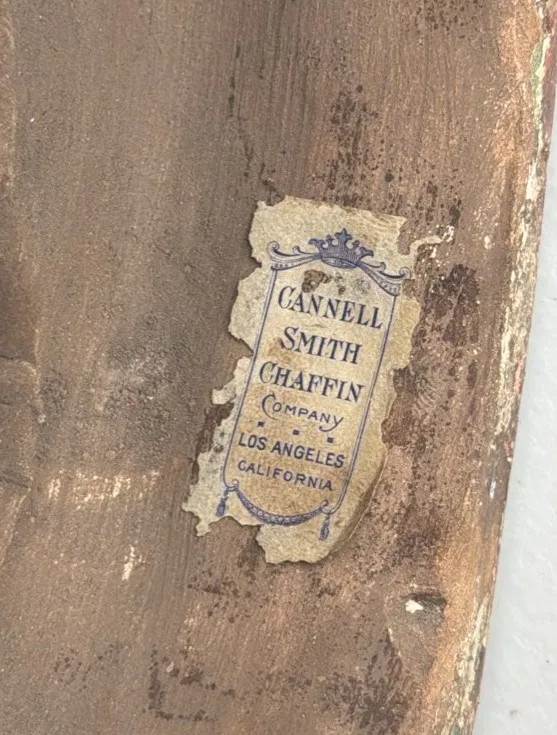 CANNELL
SMITH
CHAFFIN
COMPANY
LOS ANGELES
CALIFORNIA